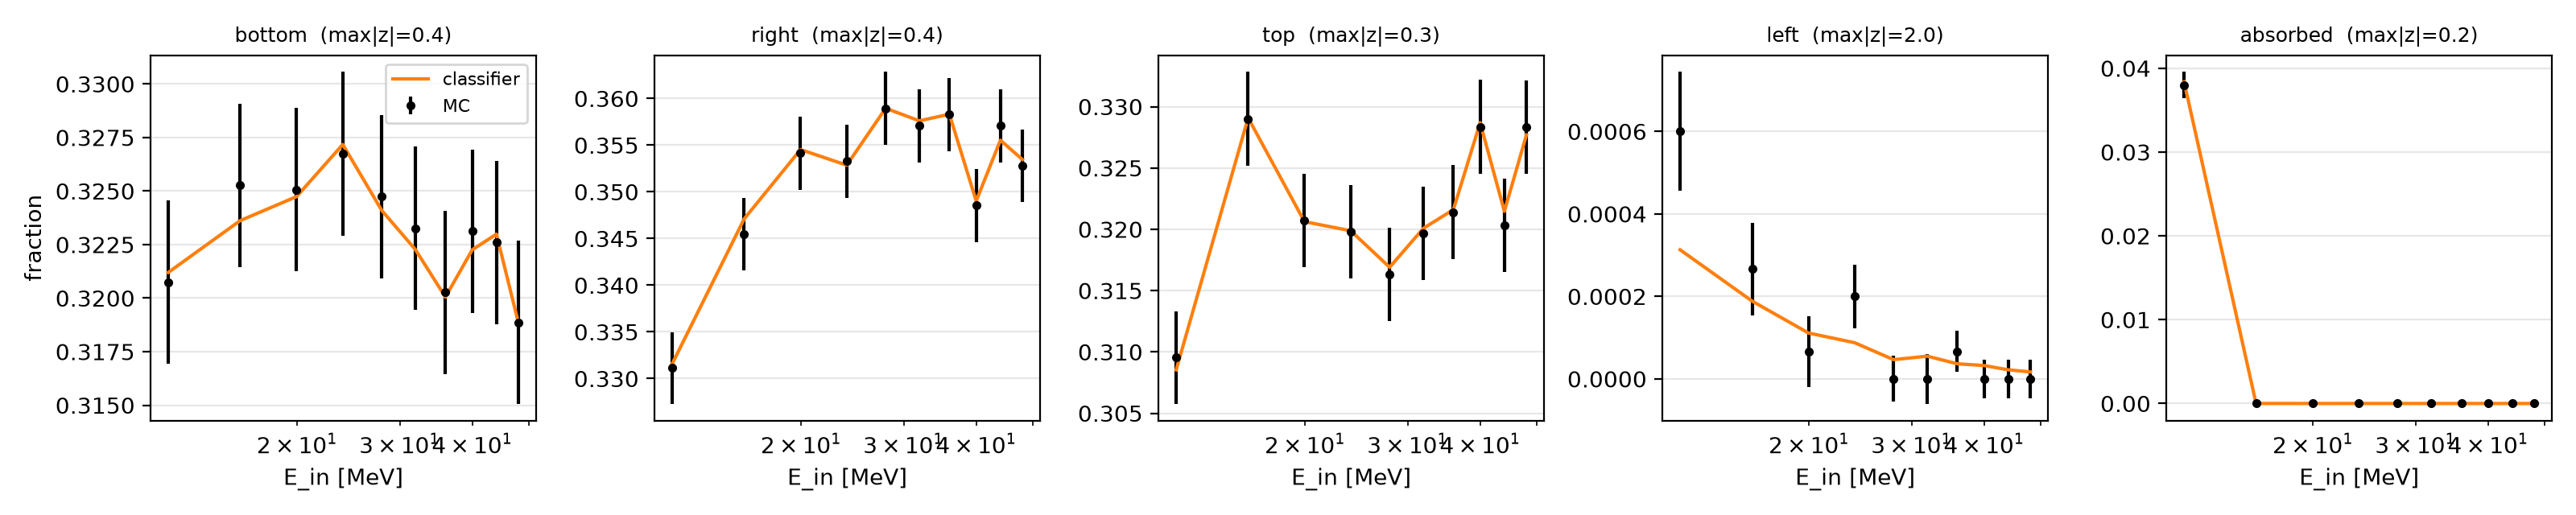 bottom (max|z|=0.4)
fraction
0.3300
0.3275
0.3250
0.3225
0.3200
0.3175
0.3150
classifier
MC
2 × 10¹
3 × 10¹
4 × 10¹
E_in [MeV]
right (max|z|=0.4)
0.360
0.355
0.350
0.345
0.340
0.335
0.330
2 × 10¹
3 × 10¹
4 × 10¹
E_in [MeV]
top (max|z|=0.3)
0.330
0.325
0.320
0.315
0.310
0.305
2 × 10¹
3 × 10¹
4 × 10¹
E_in [MeV]
left (max|z|=2.0)
0.0006
0.0004
0.0002
0.0000
2 × 10¹
3 × 10¹
4 × 10¹
E_in [MeV]
absorbed (max|z|=0.2)
0.04
0.03
0.02
0.01
0.00
2 × 10¹
3 × 10¹
4 × 10¹
E_in [MeV]